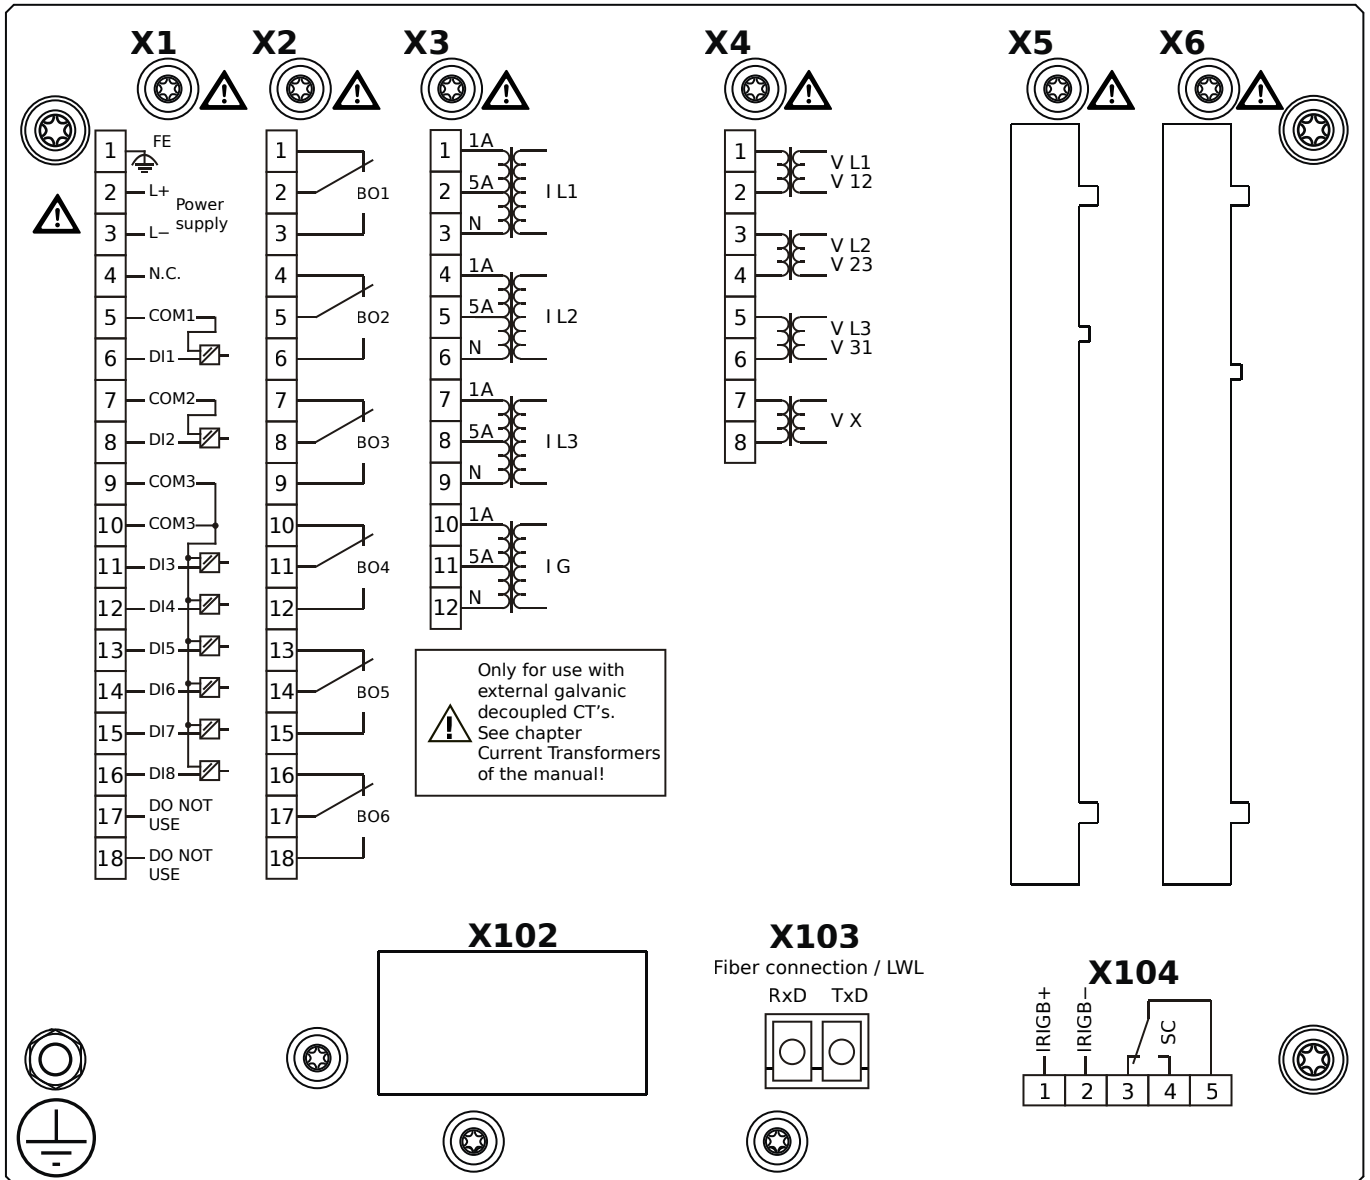 X1
X2
X3
X4
X5
X6
1
FE
2
L+
Power
supply
3
L−
4
N.C.
5
COM1
6
DI1
7
COM2
8
DI2
9
COM3
10
COM3
11
DI3
12
DI4
13
DI5
14
DI6
15
DI7
16
DI8
17
DO NOT
USE
18
DO NOT
USE
1
2
BO1
3
4
5
BO2
6
7
8
BO3
9
10
11
BO4
12
13
14
BO5
15
16
17
BO6
18
1
1A
2
5A
I L1
3
N
4
1A
5
5A
I L2
6
N
7
1A
8
5A
I L3
9
N
10
1A
11
5A
I G
12
N
Only for use with
external galvanic
decoupled CT's.
See chapter
Current Transformers
of the manual!
1
2
V L1
V 12
3
4
V L2
V 23
5
6
V L3
V 31
7
8
V X
X102
X103
Fiber connection / LWL
RxD TxD
X104
IRIGB+
IRIGB−
SC
1 2 3 4 5